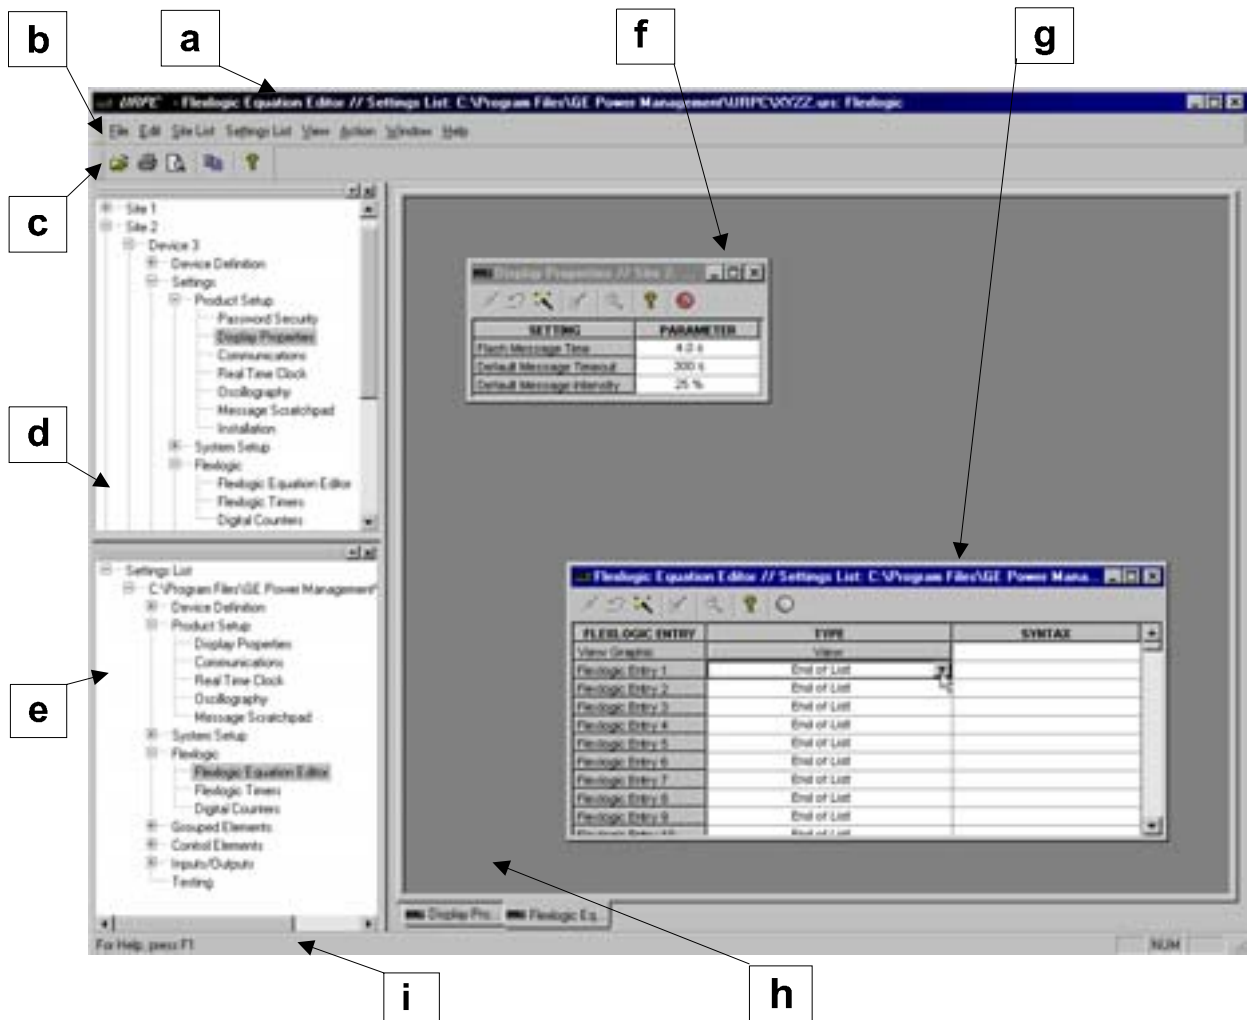 b
a
f
g
URPC - Flexlogic Equation Editor // Settings List: C:\Program Files\GE Power Management\URPC\XYZZ.urs: Flexlogic
File Edit Site List Settings List View Action Window Help
c
Site 1
Site 2
Device 3
Device Definition
Settings
Product Setup
Password Security
Display Properties
Communications
Real Time Clock
Oscillography
Message Scratchpad
Installation
System Setup
Flexlogic
Flexlogic Equation Editor
Flexlogic Timers
Digital Counters
d
Settings List
C:\Program Files\GE Power Management\
Device Definition
Product Setup
Display Properties
Communications
Real Time Clock
Oscillography
Message Scratchpad
System Setup
Flexlogic
Flexlogic Equation Editor
Flexlogic Timers
Digital Counters
Grouped Elements
Control Elements
Inputs/Outputs
Testing
e
Display Properties // Site 2: ...
SETTING PARAMETER
Flash Message Time 4.0 s
Default Message Timeout 300 s
Default Message Intensity 25 %
Flexlogic Equation Editor // Settings List: C:\Program Files\GE Power Mana...
FLEXLOGIC ENTRY TYPE SYNTAX
View Graphic View
Flexlogic Entry 1 End of List
Flexlogic Entry 2 End of List
Flexlogic Entry 3 End of List
Flexlogic Entry 4 End of List
Flexlogic Entry 5 End of List
Flexlogic Entry 6 End of List
Flexlogic Entry 7 End of List
Flexlogic Entry 8 End of List
Flexlogic Entry 9 End of List
Flexlogic Entry 10 End of List
Display Pro... Flexlogic Eq...
For Help, press F1 NUM
i
h